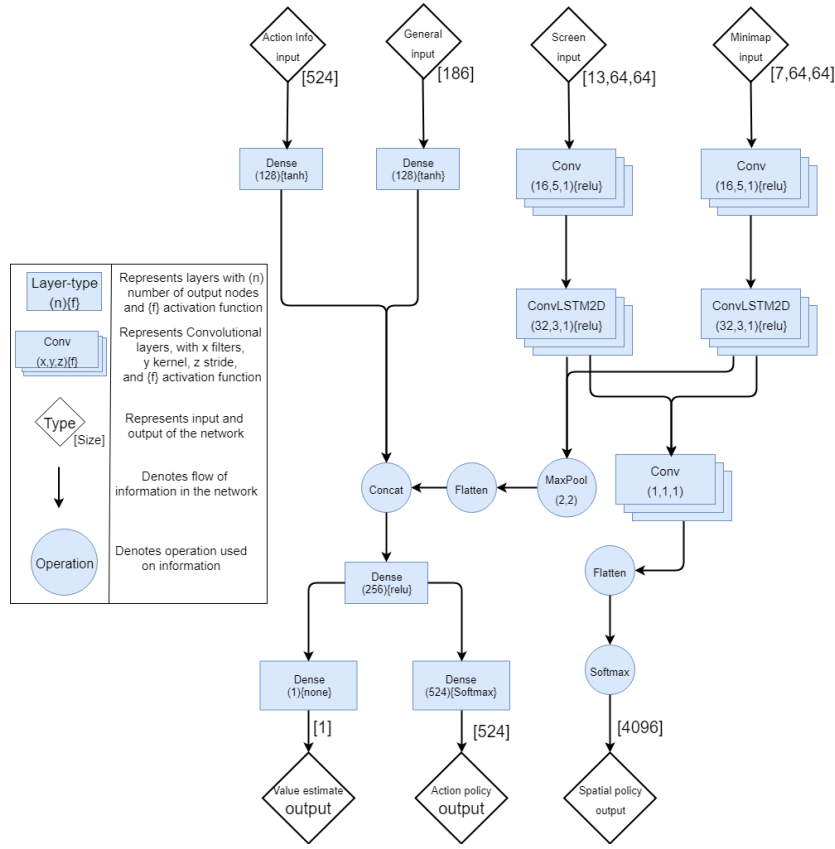 Action Info
input
[524]
General
input
[186]
Screen
input
[13,64,64]
Minimap
input
[7,64,64]
Dense
(128){tanh}
Dense
(128){tanh}
Conv
(16,5,1){relu}
Conv
(16,5,1){relu}
ConvLSTM2D
(32,3,1){relu}
ConvLSTM2D
(32,3,1){relu}
Layer-type
(n){f}
Represents layers with (n)
number of output nodes
and {f} activation function
Conv
(x,y,z){f}
Represents Convolutional
layers, with x filters,
y kernel, z stride,
and {f} activation function
Type
[Size]
Represents input and
output of the network
Denotes flow of
information in the network
Operation
Denotes operation used
on information
Concat
Flatten
MaxPool
(2,2)
Conv
(1,1,1)
Dense
(256){relu}
Flatten
Dense
(1){none}
Dense
(524){Softmax}
Softmax
[1]
[524]
[4096]
Value estimate
output
Action policy
output
Spatial policy
output